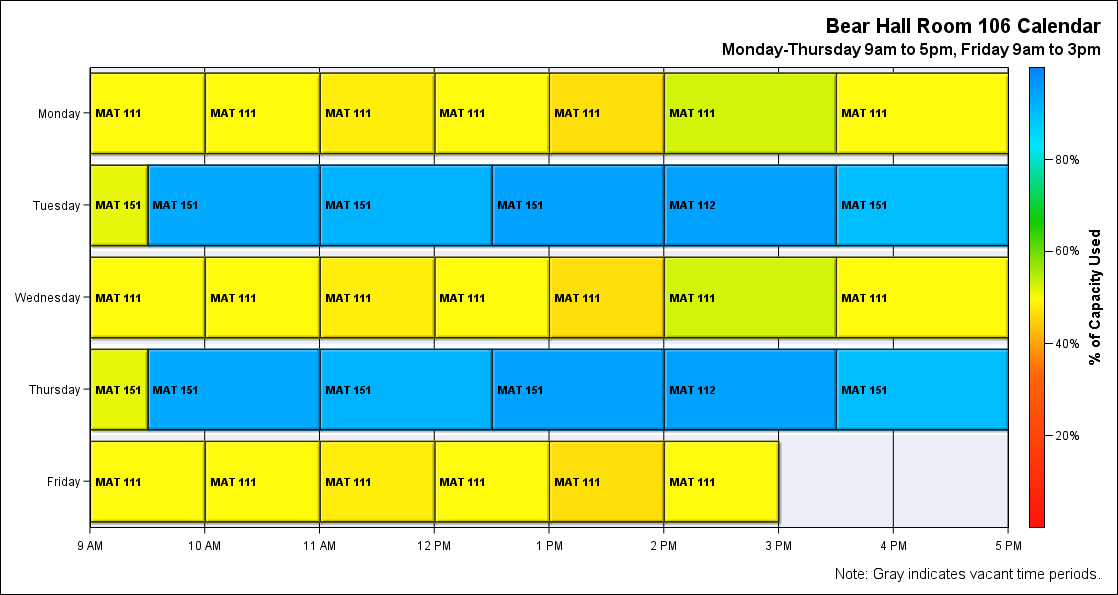 Bear Hall Room 106 Calendar
Monday-Thursday 9am to 5pm, Friday 9am to 3pm
Monday MAT 111 MAT 111 MAT 111 MAT 111 MAT 111 MAT 111 MAT 111
80%
Tuesday MAT 151 MAT 151 MAT 151 MAT 151 MAT 112 MAT 151
60%
% of Capacity Used
Wednesday MAT 111 MAT 111 MAT 111 MAT 111 MAT 111 MAT 111 MAT 111
40%
Thursday MAT 151 MAT 151 MAT 151 MAT 151 MAT 112 MAT 151
20%
Friday MAT 111 MAT 111 MAT 111 MAT 111 MAT 111 MAT 111
9 AM 10 AM 11 AM 12 PM 1 PM 2 PM 3 PM 4 PM 5 PM
Note: Gray indicates vacant time periods.